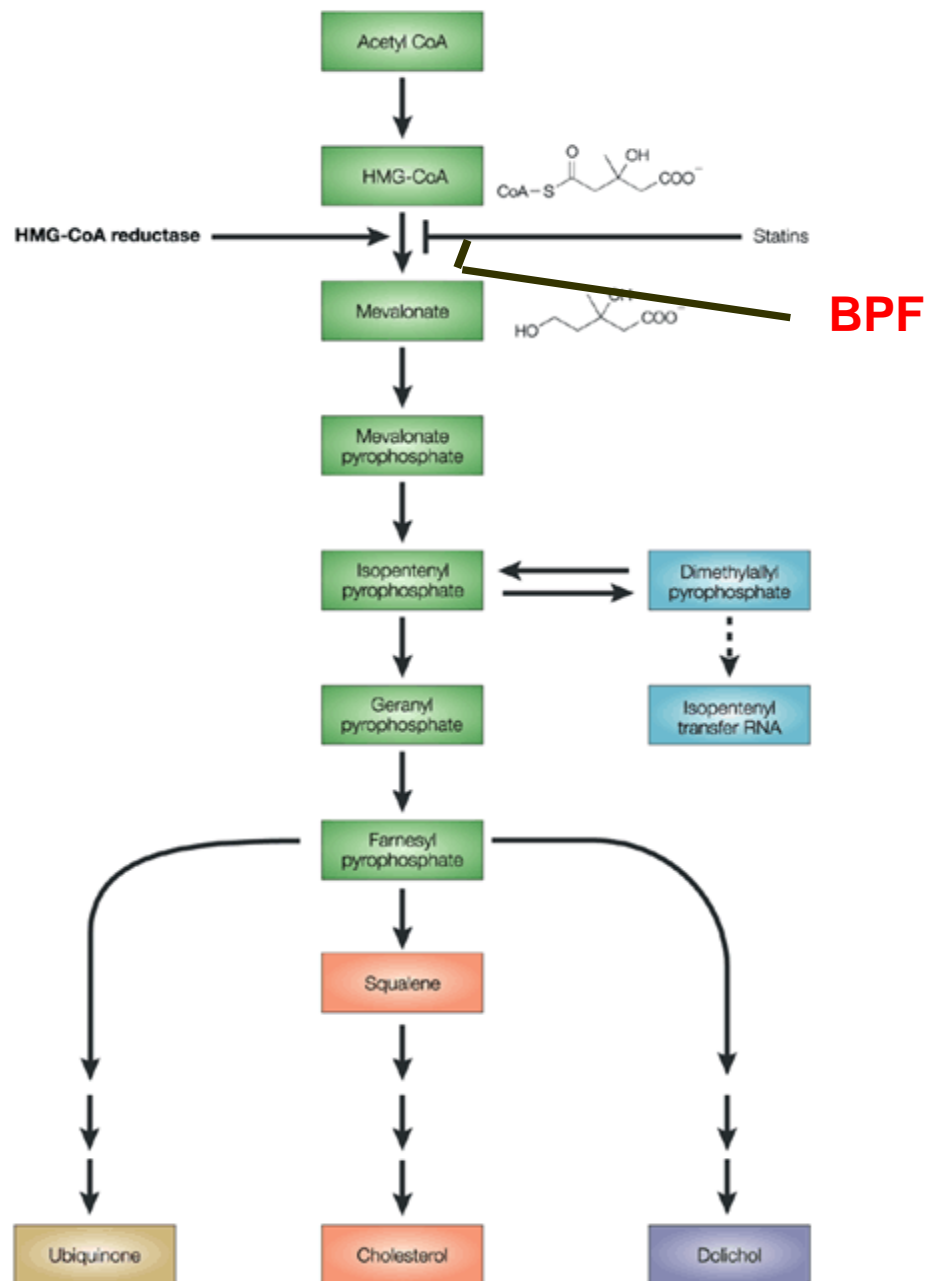 Acetyl CoA
HMG-CoA
O
OH
CoA–S
COO⁻
HMG-CoA reductase
Statins
Mevalonate
OH
HO
COO⁻
BPF
Mevalonate
pyrophosphate
Isopentenyl
pyrophosphate
Dimethylallyl
pyrophosphate
Geranyl
pyrophosphate
Isopentenyl
transfer RNA
Farnesyl
pyrophosphate
Squalene
Ubiquinone
Cholesterol
Dolichol